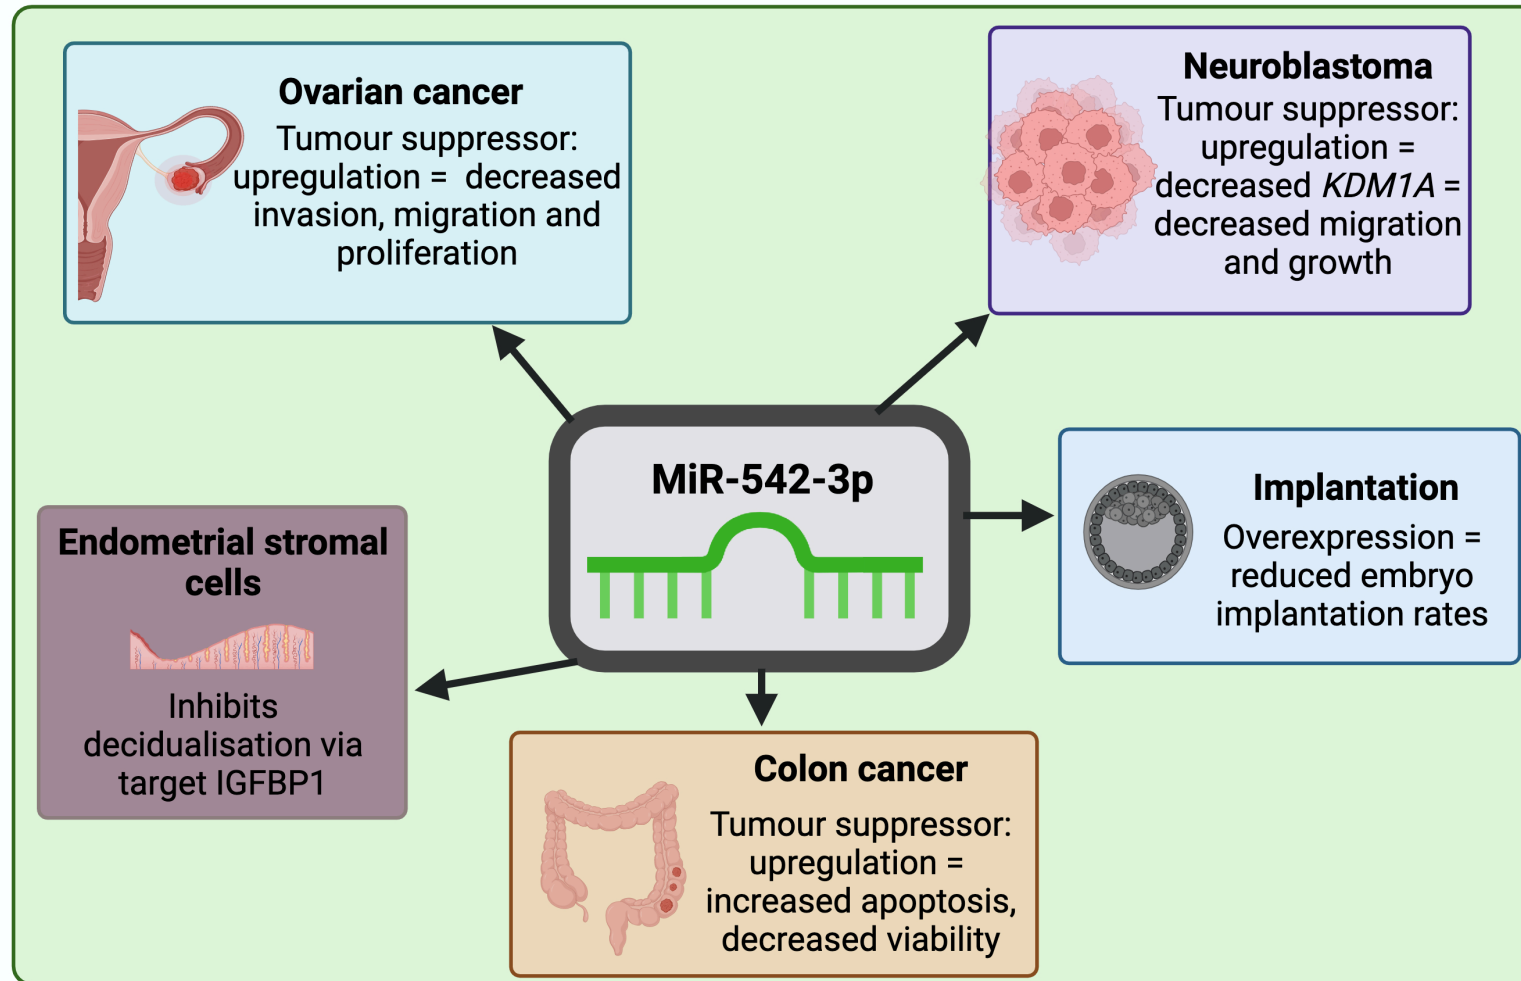 Ovarian cancer
Tumour suppressor:
upregulation = decreased
invasion, migration and
proliferation
Neuroblastoma
Tumour suppressor:
upregulation =
decreased KDM1A =
decreased migration
and growth
MiR-542-3p
Implantation
Overexpression =
reduced embryo
implantation rates
Endometrial stromal
cells
Inhibits
decidualisation via
target IGFBP1
Colon cancer
Tumour suppressor:
upregulation =
increased apoptosis,
decreased viability